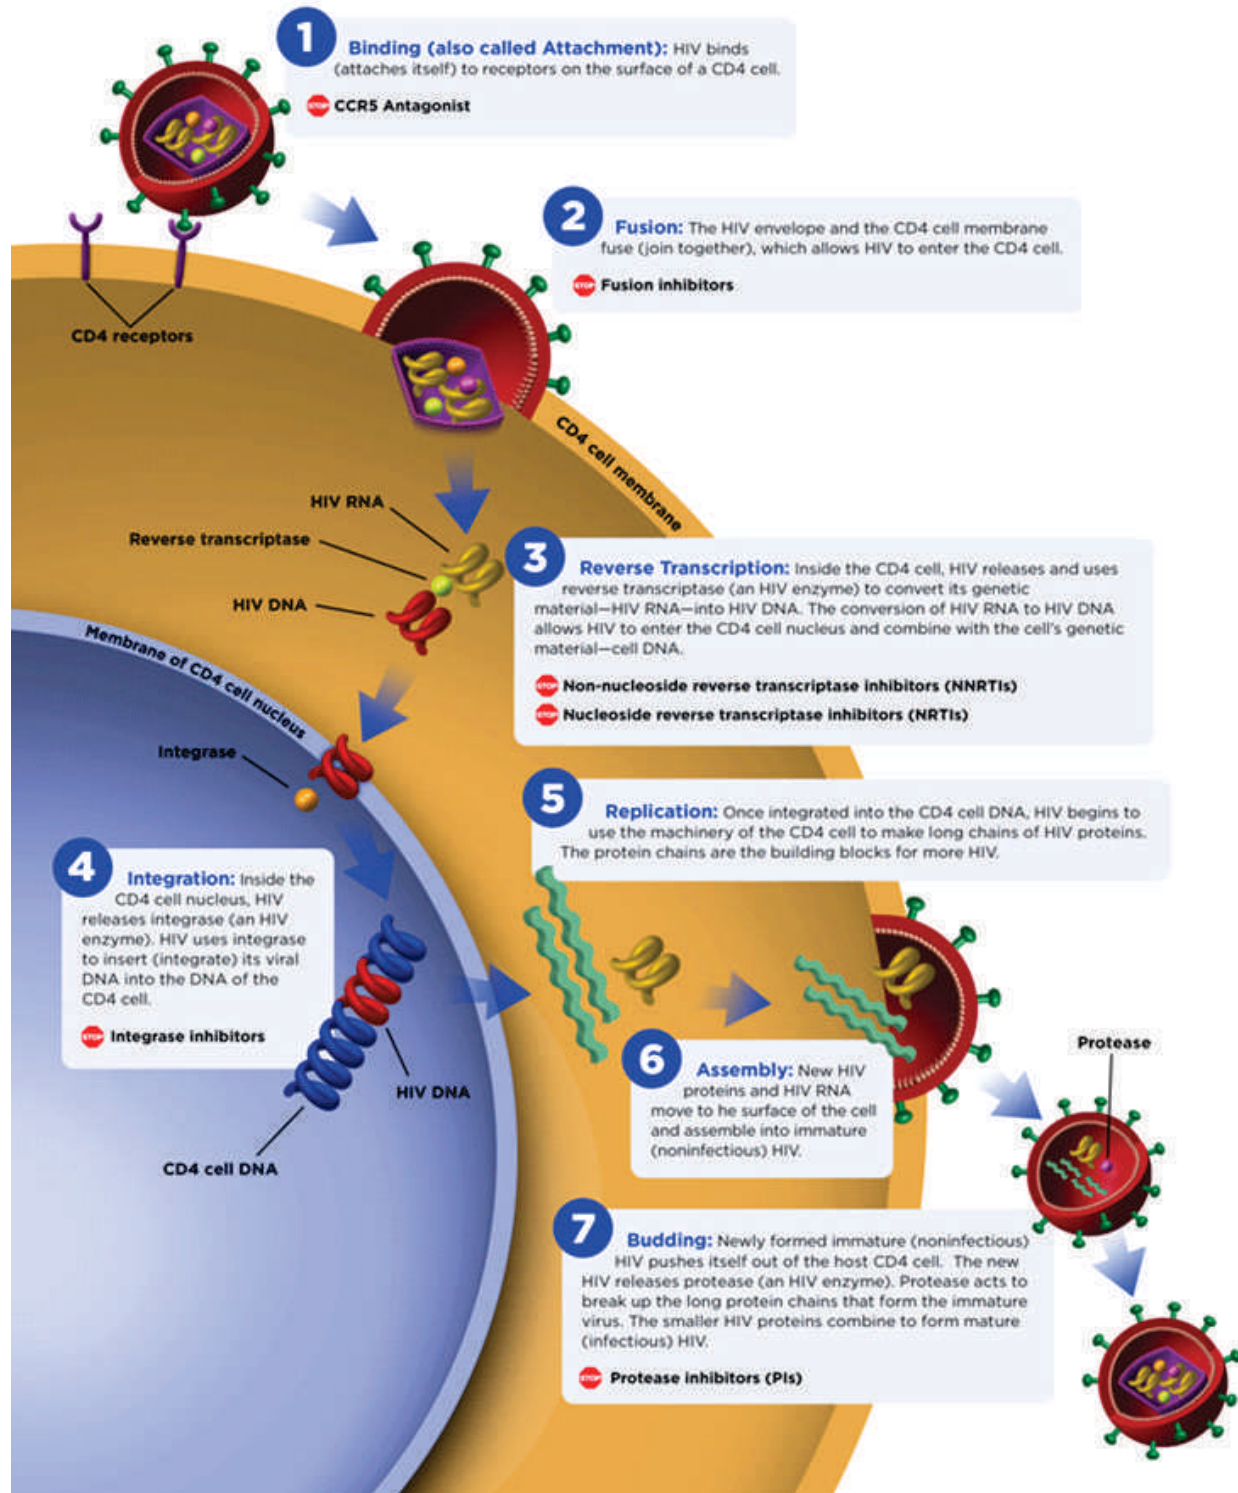 1
Binding (also called Attachment): HIV binds
(attaches itself) to receptors on the surface of a CD4 cell.
STOP CCR5 Antagonist
2
Fusion: The HIV envelope and the CD4 cell membrane
fuse (join together), which allows HIV to enter the CD4 cell.
STOP Fusion inhibitors
CD4 receptors
CD4 cell membrane
HIV RNA
Reverse transcriptase
HIV DNA
3
Reverse Transcription: Inside the CD4 cell, HIV releases and uses
reverse transcriptase (an HIV enzyme) to convert its genetic
material—HIV RNA—into HIV DNA. The conversion of HIV RNA to HIV DNA
allows HIV to enter the CD4 cell nucleus and combine with the cell's genetic
material—cell DNA.
STOP Non-nucleoside reverse transcriptase inhibitors (NNRTIs)
STOP Nucleoside reverse transcriptase inhibitors (NRTIs)
Membrane of CD4 cell nucleus
Integrase
4
Integration: Inside the
CD4 cell nucleus, HIV
releases integrase (an HIV
enzyme). HIV uses integrase
to insert (integrate) its viral
DNA into the DNA of the
CD4 cell.
STOP Integrase inhibitors
HIV DNA
CD4 cell DNA
5
Replication: Once integrated into the CD4 cell DNA, HIV begins to
use the machinery of the CD4 cell to make long chains of HIV proteins.
The protein chains are the building blocks for more HIV.
6
Assembly: New HIV
proteins and HIV RNA
move to he surface of the cell
and assemble into immature
(noninfectious) HIV.
Protease
7
Budding: Newly formed immature (noninfectious)
HIV pushes itself out of the host CD4 cell. The new
HIV releases protease (an HIV enzyme). Protease acts to
break up the long protein chains that form the immature
virus. The smaller HIV proteins combine to form mature
(infectious) HIV.
STOP Protease inhibitors (PIs)